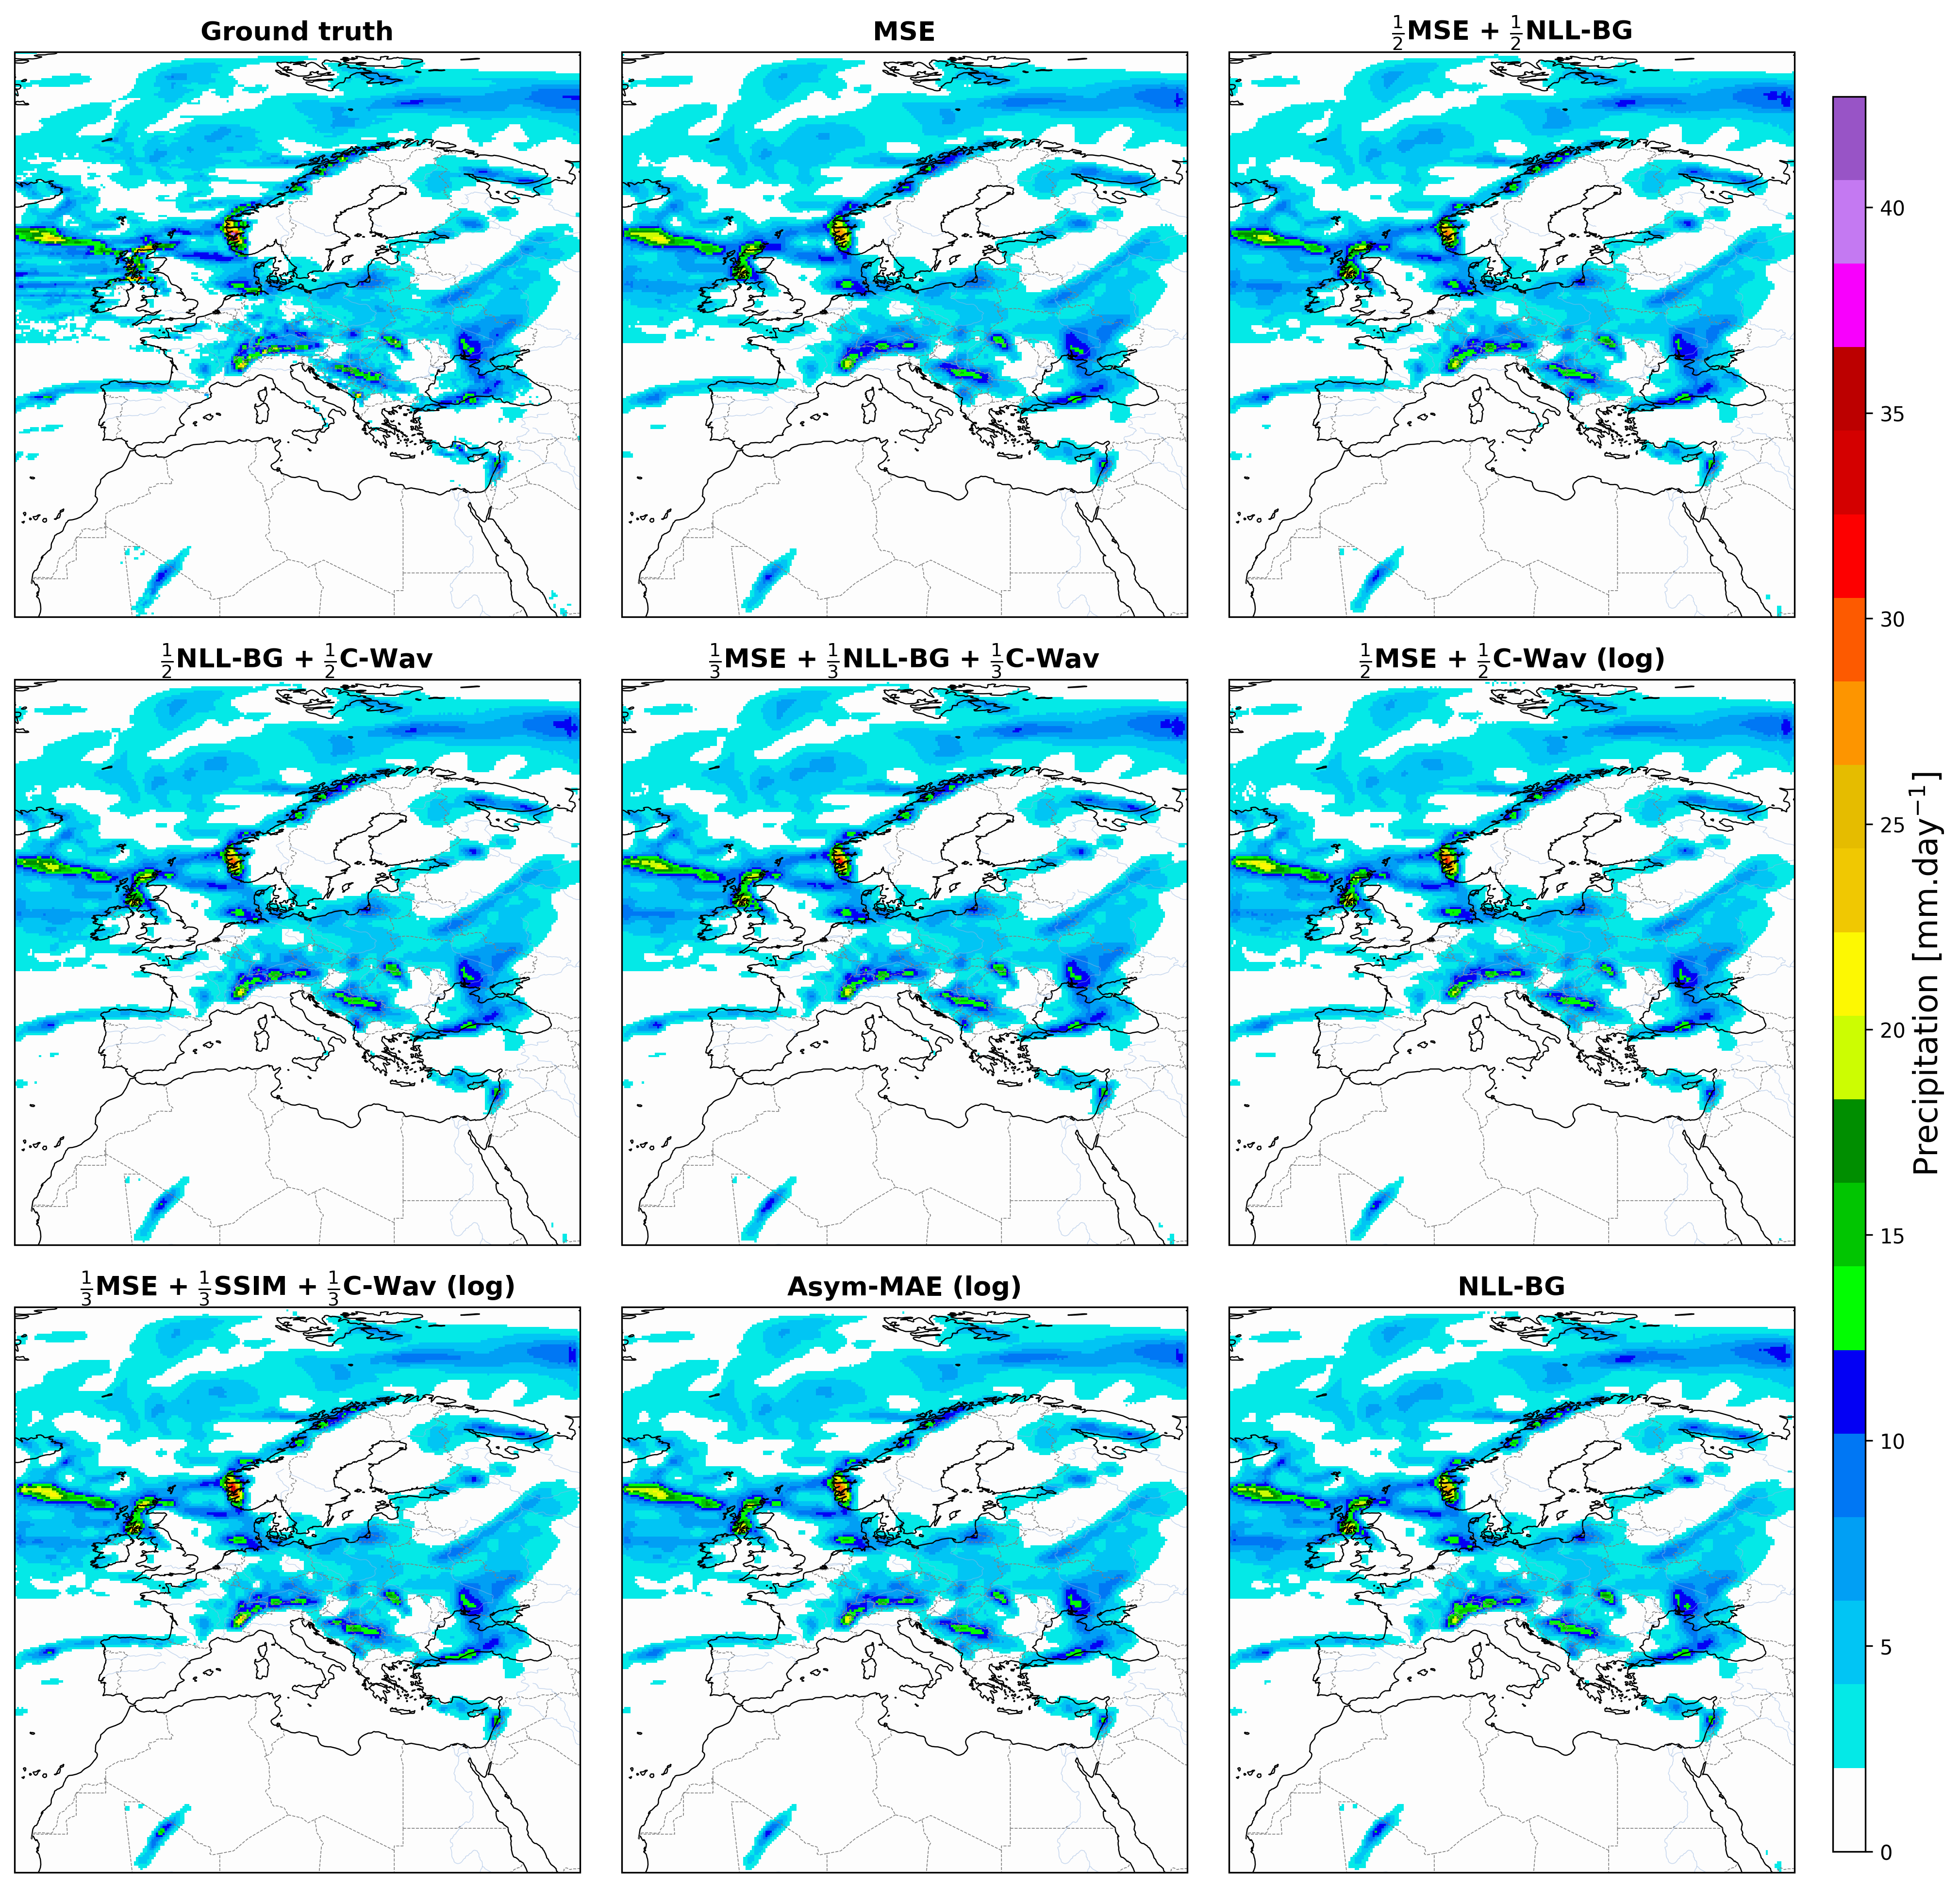 Ground truth
MSE
½MSE + ½NLL-BG
½NLL-BG + ½C-Wav
⅓MSE + ⅓NLL-BG + ⅓C-Wav
½MSE + ½C-Wav (log)
⅓MSE + ⅓SSIM + ⅓C-Wav (log)
Asym-MAE (log)
NLL-BG
40
35
30
25
20
15
10
5
0
Precipitation [mm.day⁻¹]